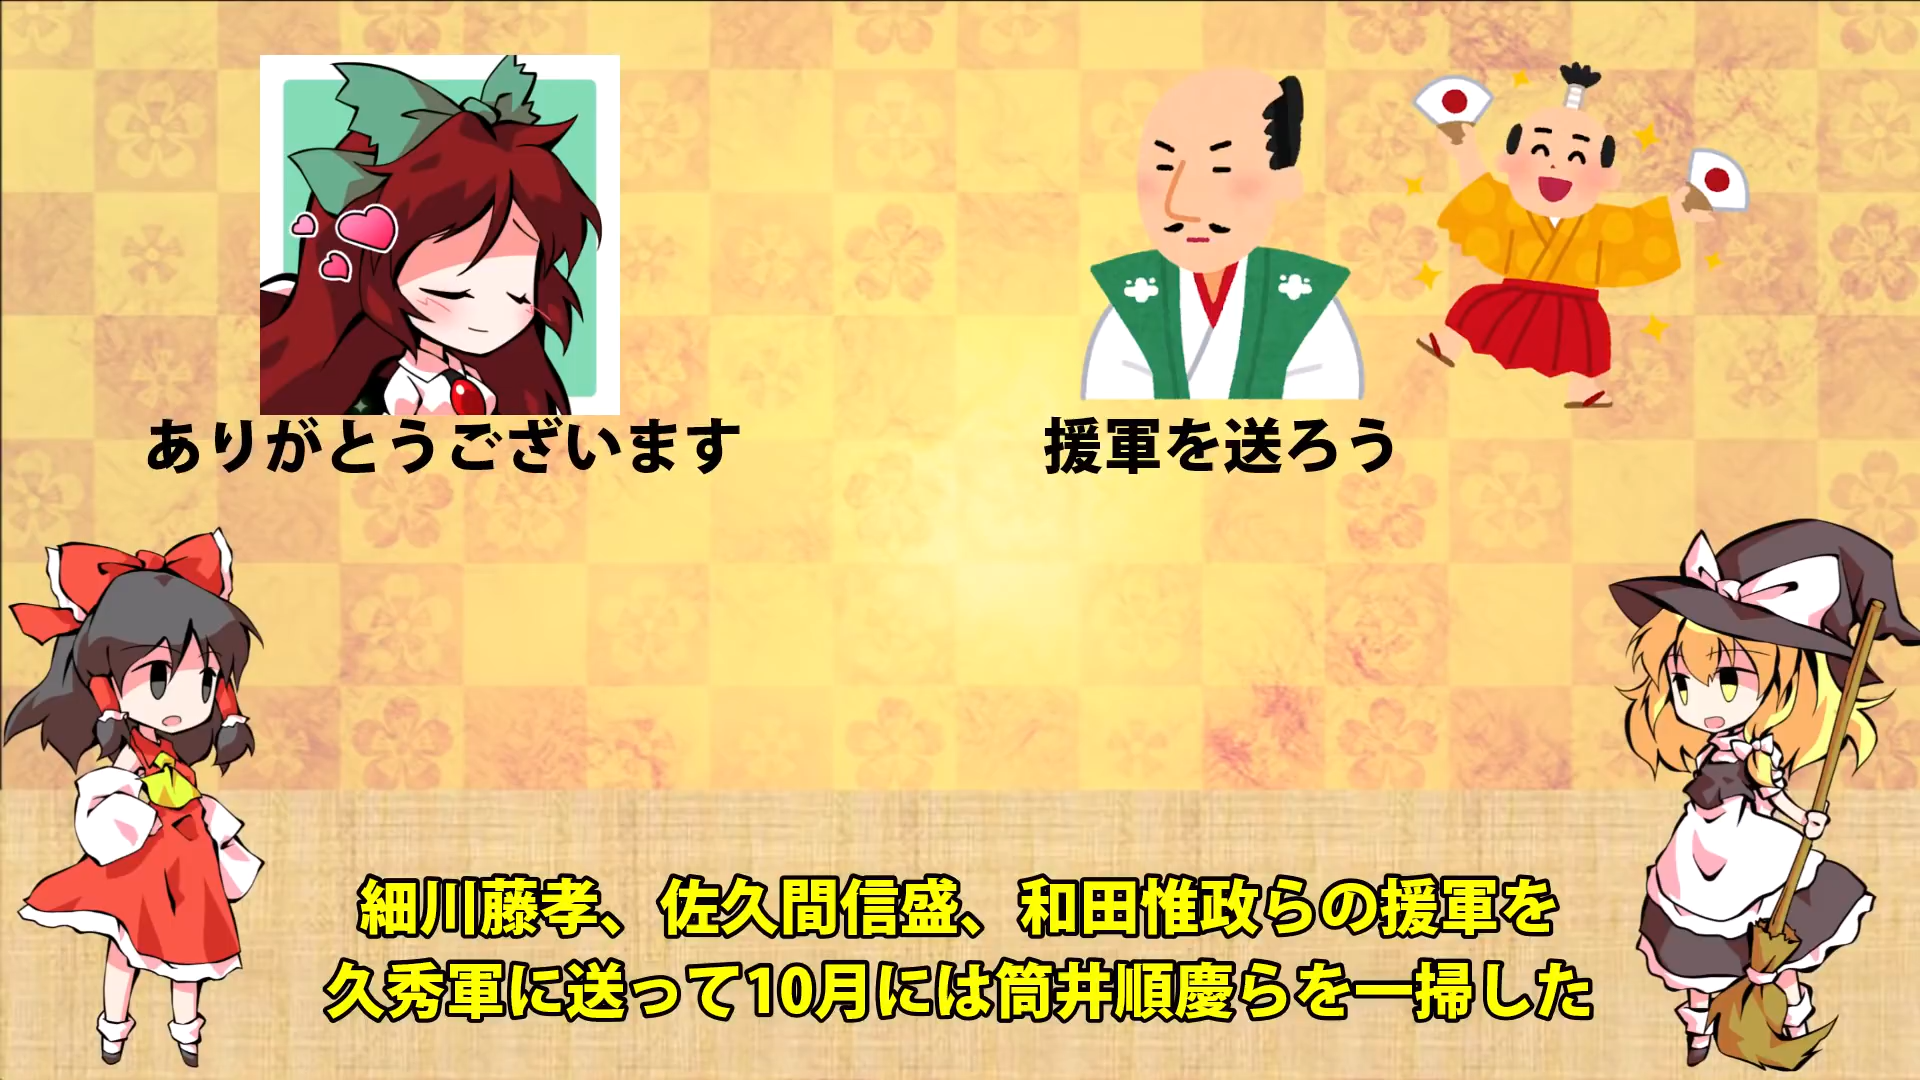 ありがとうございます
援軍を送ろう
細川藤孝、佐久間信盛、和田惟政らの援軍を
久秀軍に送って10月には筒井順慶らを一掃した